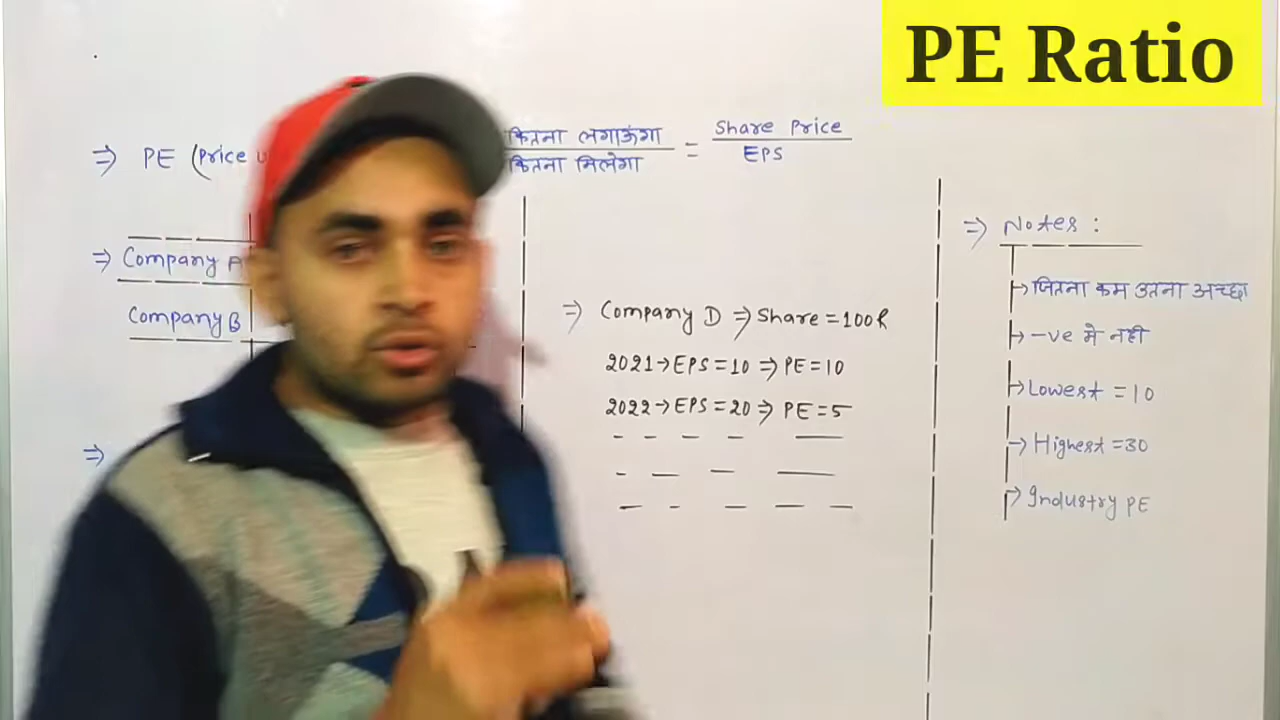 PE Ratio
⇒ PE (Price कितना लगाऊंगा / कितना मिलेगा = Share Price / EPS
⇒ Company A
Company B
⇒
⇒ Company D ⇒ Share = 100R
2021 → EPS = 10 ⇒ PE = 10
2022 → EPS = 20 ⇒ PE = 5
⇒ Notes :
→ जितना कम उतना अच्छा
→ -ve मे नही
→ Lowest = 10
→ Highest = 30
→ Industry PE